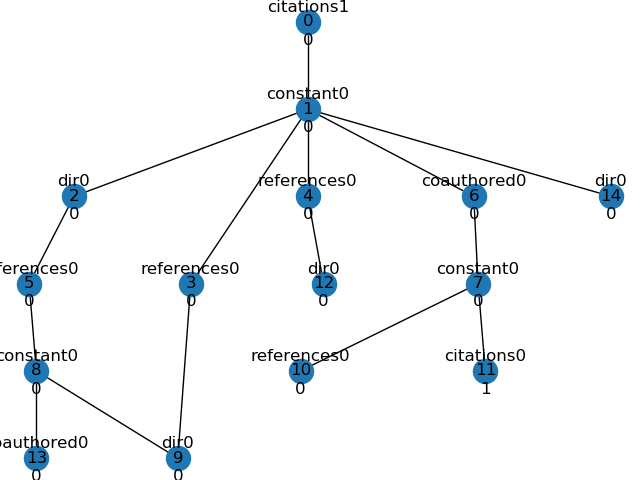 citations1
0
0
constant0
1
0
dir0
2
0
references0
4
0
coauthored0
6
0
dir0
14
0
ferences0
5
0
references0
3
0
dir0
12
0
constant0
7
0
constant0
8
0
references0
10
0
citations0
11
1
oauthored0
13
0
dir0
9
0